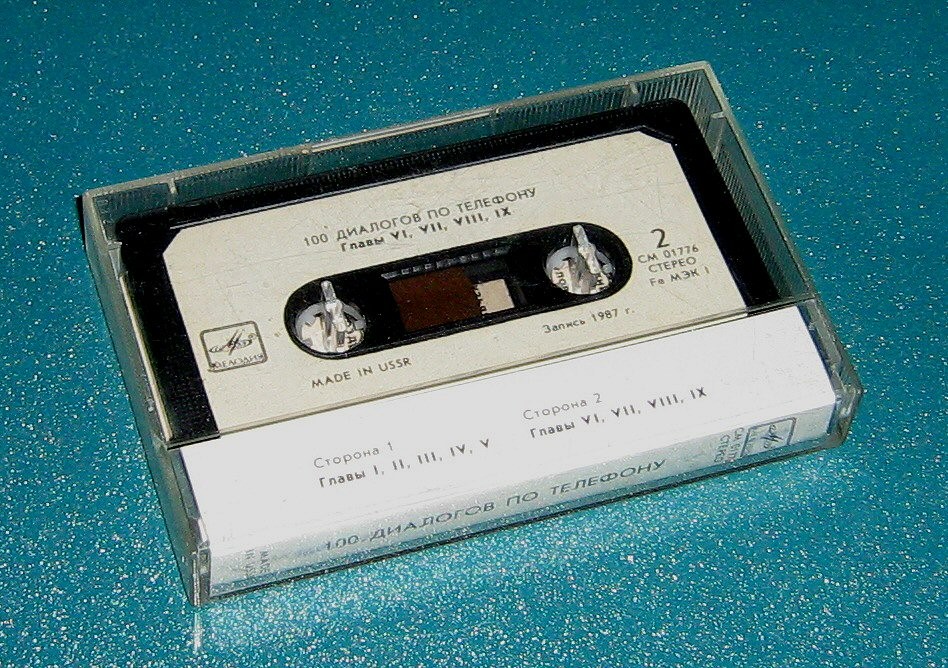 100 ДИАЛОГОВ ПО ТЕЛЕФОНУ
Главы VI, VII, VIII, IX
2
СМ 01776
СТЕРЕО
Fe МЭК I
МЕЛОДИЯ
Запись 1987 г.
MADE IN USSR
Сторона 1
Главы I, II, III, IV, V
Сторона 2
Главы VI, VII, VIII, IX
100 ДИАЛОГОВ ПО ТЕЛЕФОНУ